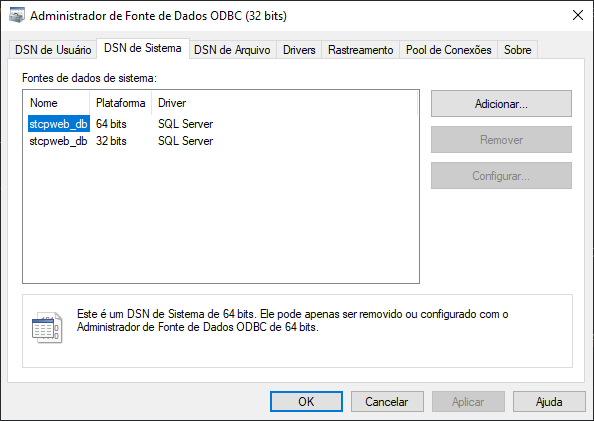 Administrador de Fonte de Dados ODBC (32 bits)
DSN de Usuário DSN de Sistema DSN de Arquivo Drivers Rastreamento Pool de Conexões Sobre
Fontes de dados de sistema:
Nome Plataforma Driver
stcpweb_db 64 bits SQL Server
stcpweb_db 32 bits SQL Server
Adicionar...
Remover
Configurar...
Este é um DSN de Sistema de 64 bits. Ele pode apenas ser removido ou configurado com o
Administrador de Fonte de Dados ODBC de 64 bits.
OK Cancelar Aplicar Ajuda